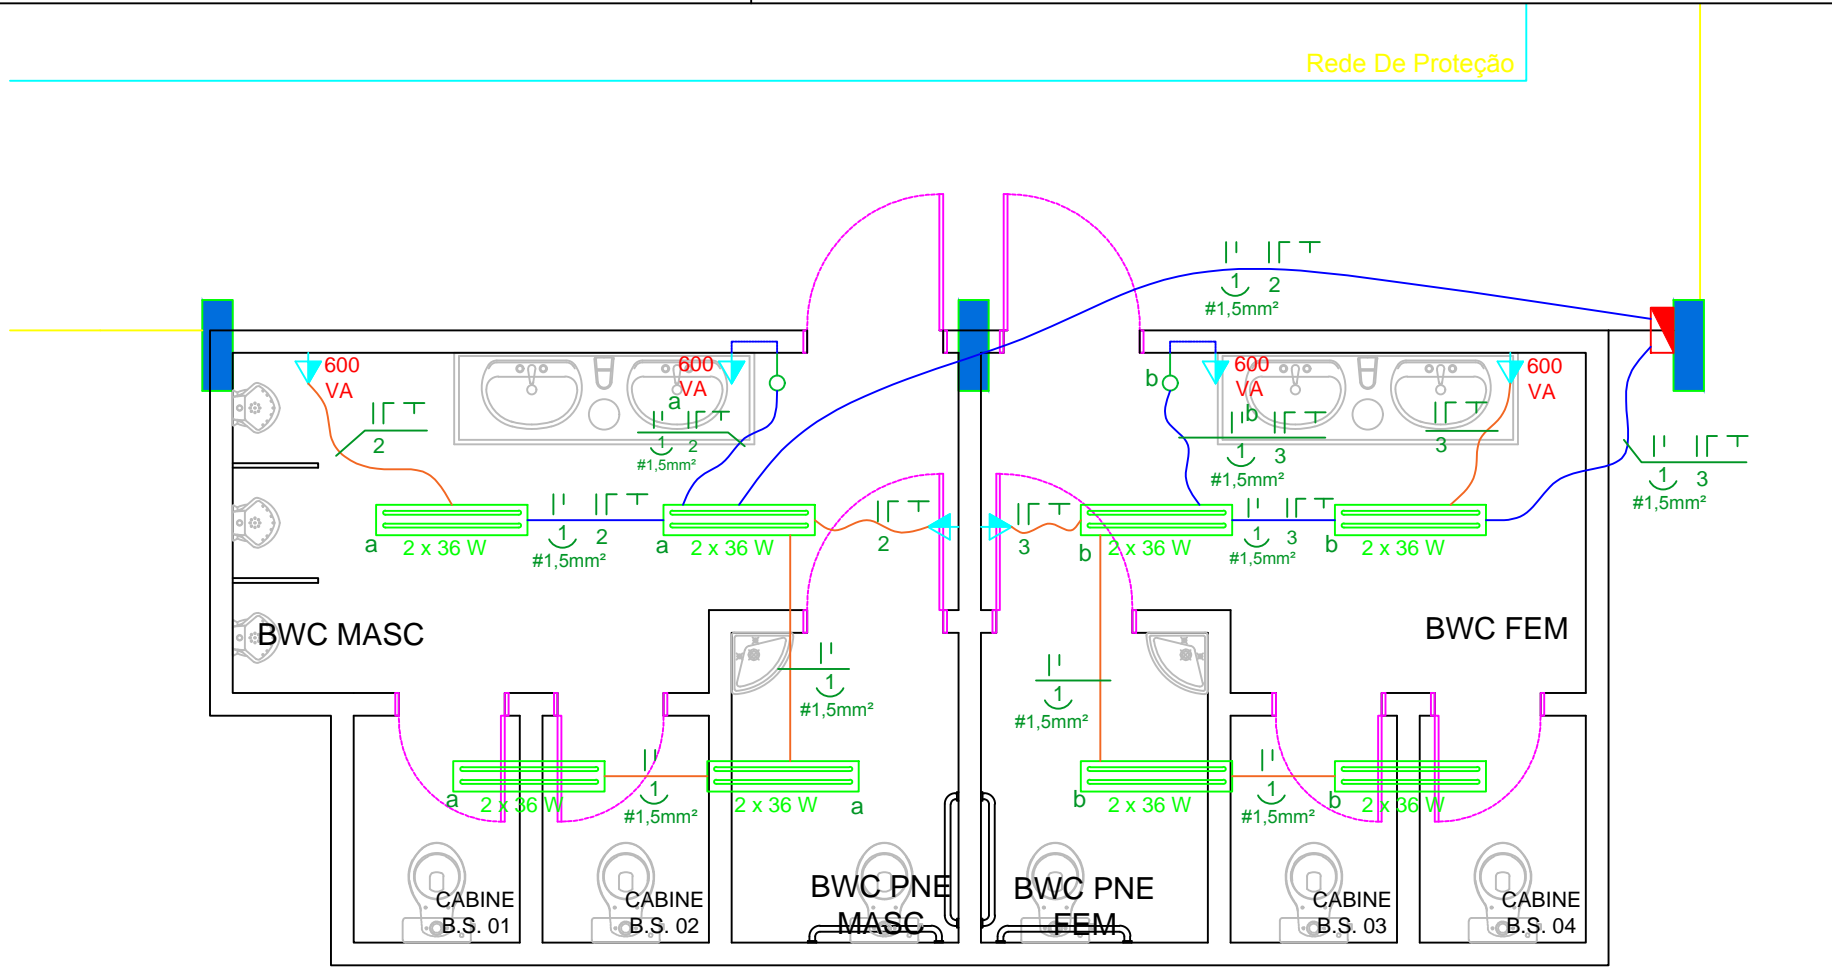 Rede De Proteção
1 2
#1,5mm²
600
VA
600
VA
a
b
600
VA
b
600
VA
2
1 2
#1,5mm²
1 3
#1,5mm²
3
1 3
#1,5mm²
a
2 x 36 W
1 2
#1,5mm²
a
2 x 36 W
2
3
b
2 x 36 W
1 3
#1,5mm²
b
2 x 36 W
BWC MASC
BWC FEM
1
#1,5mm²
1
#1,5mm²
a
2 x 36 W
1
#1,5mm²
2 x 36 W
a
b
2 x 36 W
1
#1,5mm²
b
2 x 36 W
CABINE
B.S. 01
CABINE
B.S. 02
BWC PNE
MASC
BWC PNE
FEM
CABINE
B.S. 03
CABINE
B.S. 04